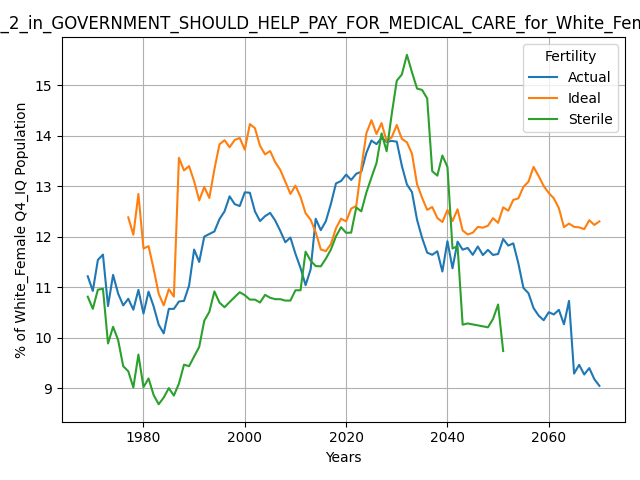 _2_in_GOVERNMENT_SHOULD_HELP_PAY_FOR_MEDICAL_CARE_for_White_Fem
Fertility
Actual
Ideal
Sterile
% of White_Female Q4_IQ Population
15
14
13
12
11
10
9
1980 2000 2020 2040 2060
Years